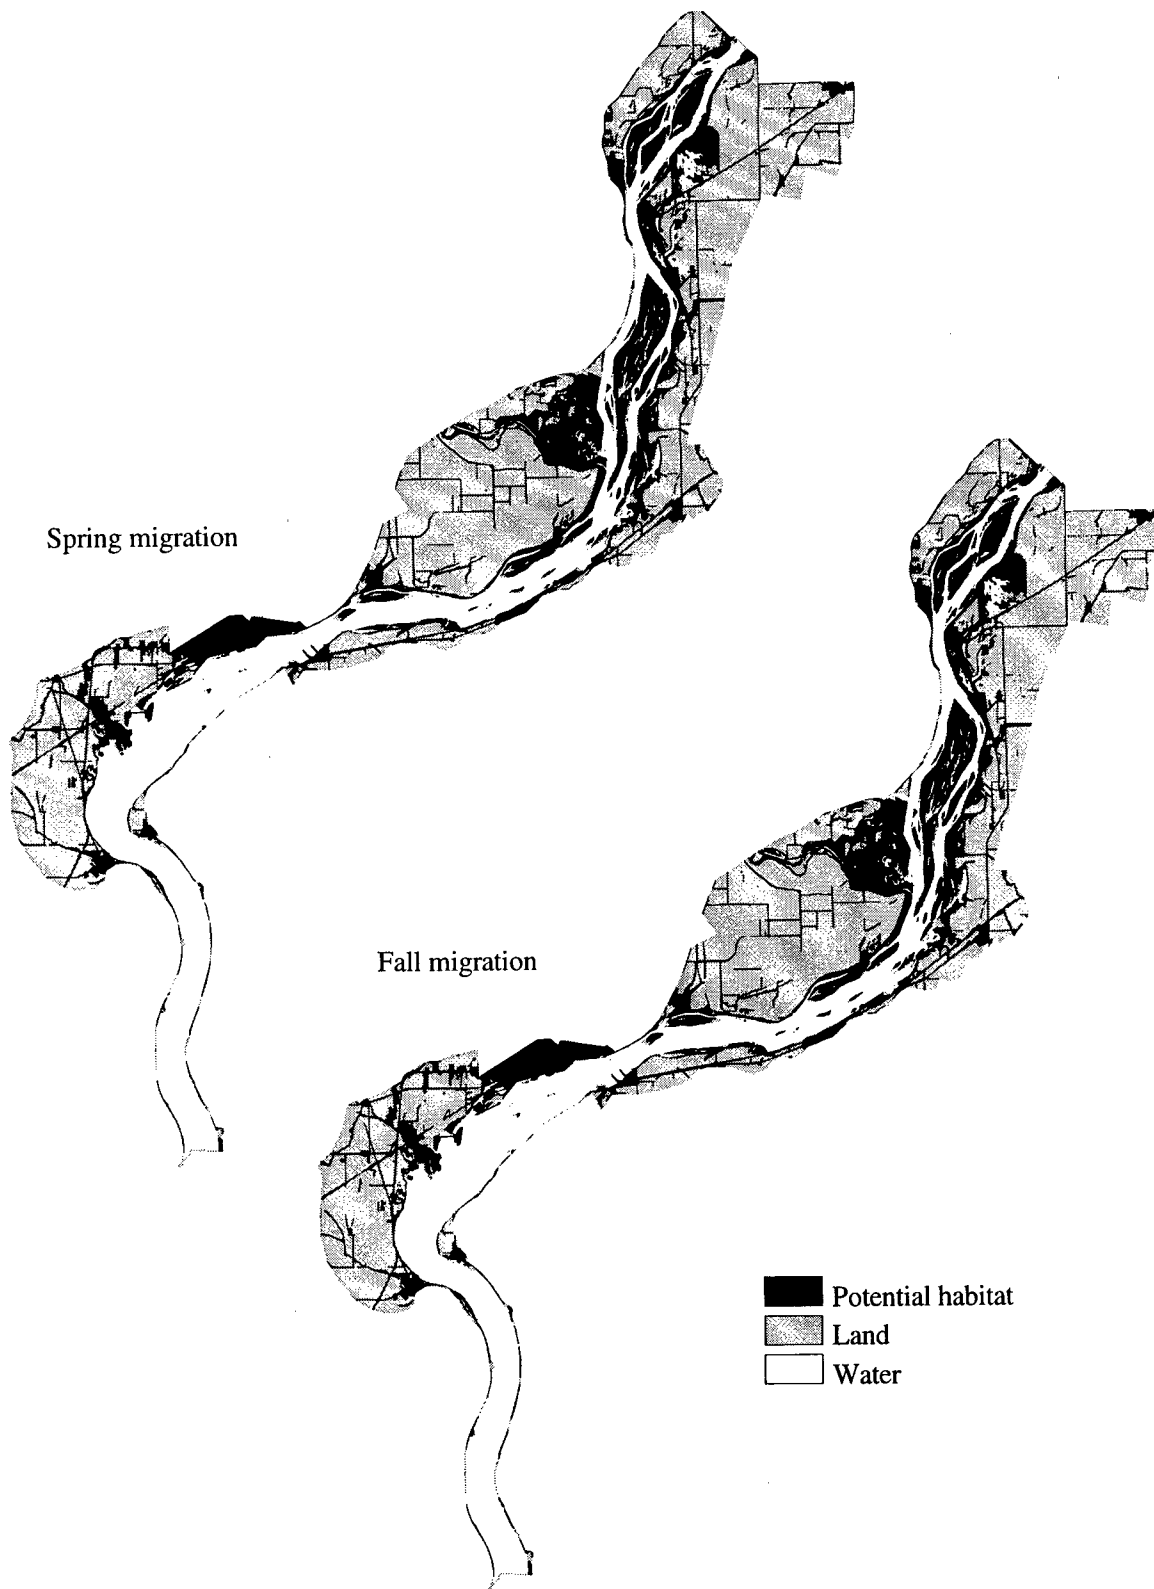 Spring migration
Fall migration
Potential habitat
Land
Water